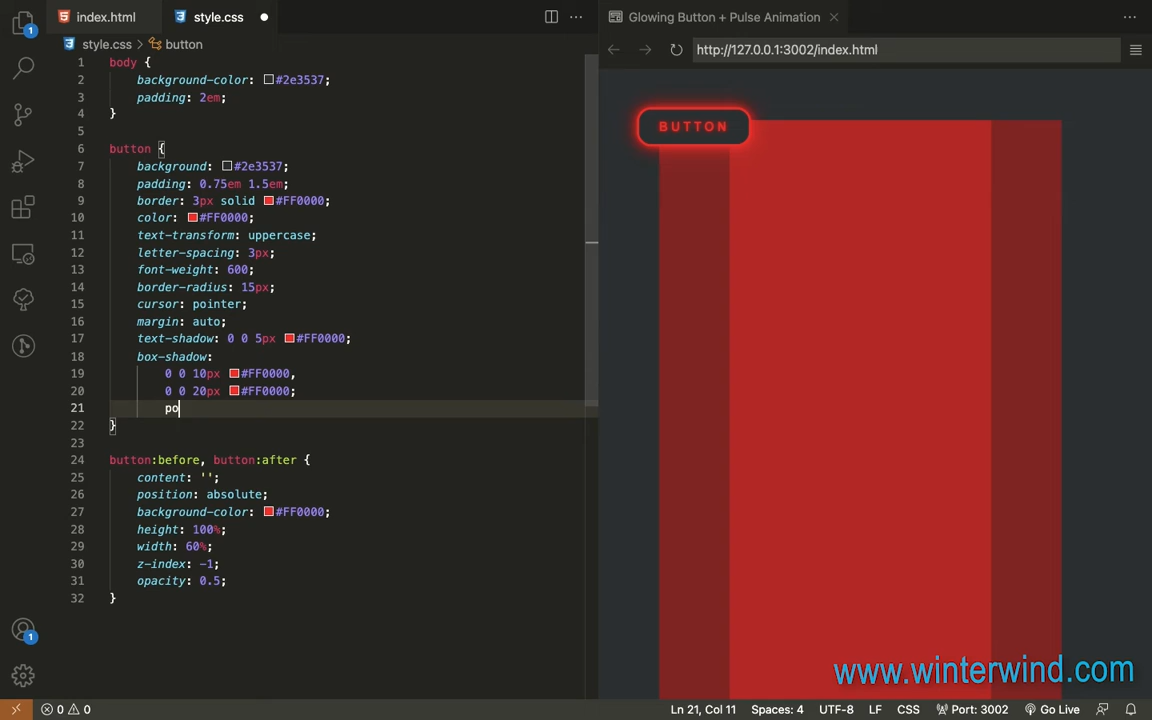 index.html
style.css
Glowing Button + Pulse Animation
style.css > button
http://127.0.0.1:3002/index.html
1 body {
2 background-color: #2e3537;
3 padding: 2em;
4 }
5
6 button {
7 background: #2e3537;
8 padding: 0.75em 1.5em;
9 border: 3px solid #FF0000;
10 color: #FF0000;
11 text-transform: uppercase;
12 letter-spacing: 3px;
13 font-weight: 600;
14 border-radius: 15px;
15 cursor: pointer;
16 margin: auto;
17 text-shadow: 0 0 5px #FF0000;
18 box-shadow:
19 0 0 10px #FF0000,
20 0 0 20px #FF0000;
21 po
22 }
23
24 button:before, button:after {
25 content: '';
26 position: absolute;
27 background-color: #FF0000;
28 height: 100%;
29 width: 60%;
30 z-index: -1;
31 opacity: 0.5;
32 }
BUTTON
1
1
www.winterwind.com
0 0
Ln 21, Col 11
Spaces: 4
UTF-8
LF
CSS
Port: 3002
Go Live